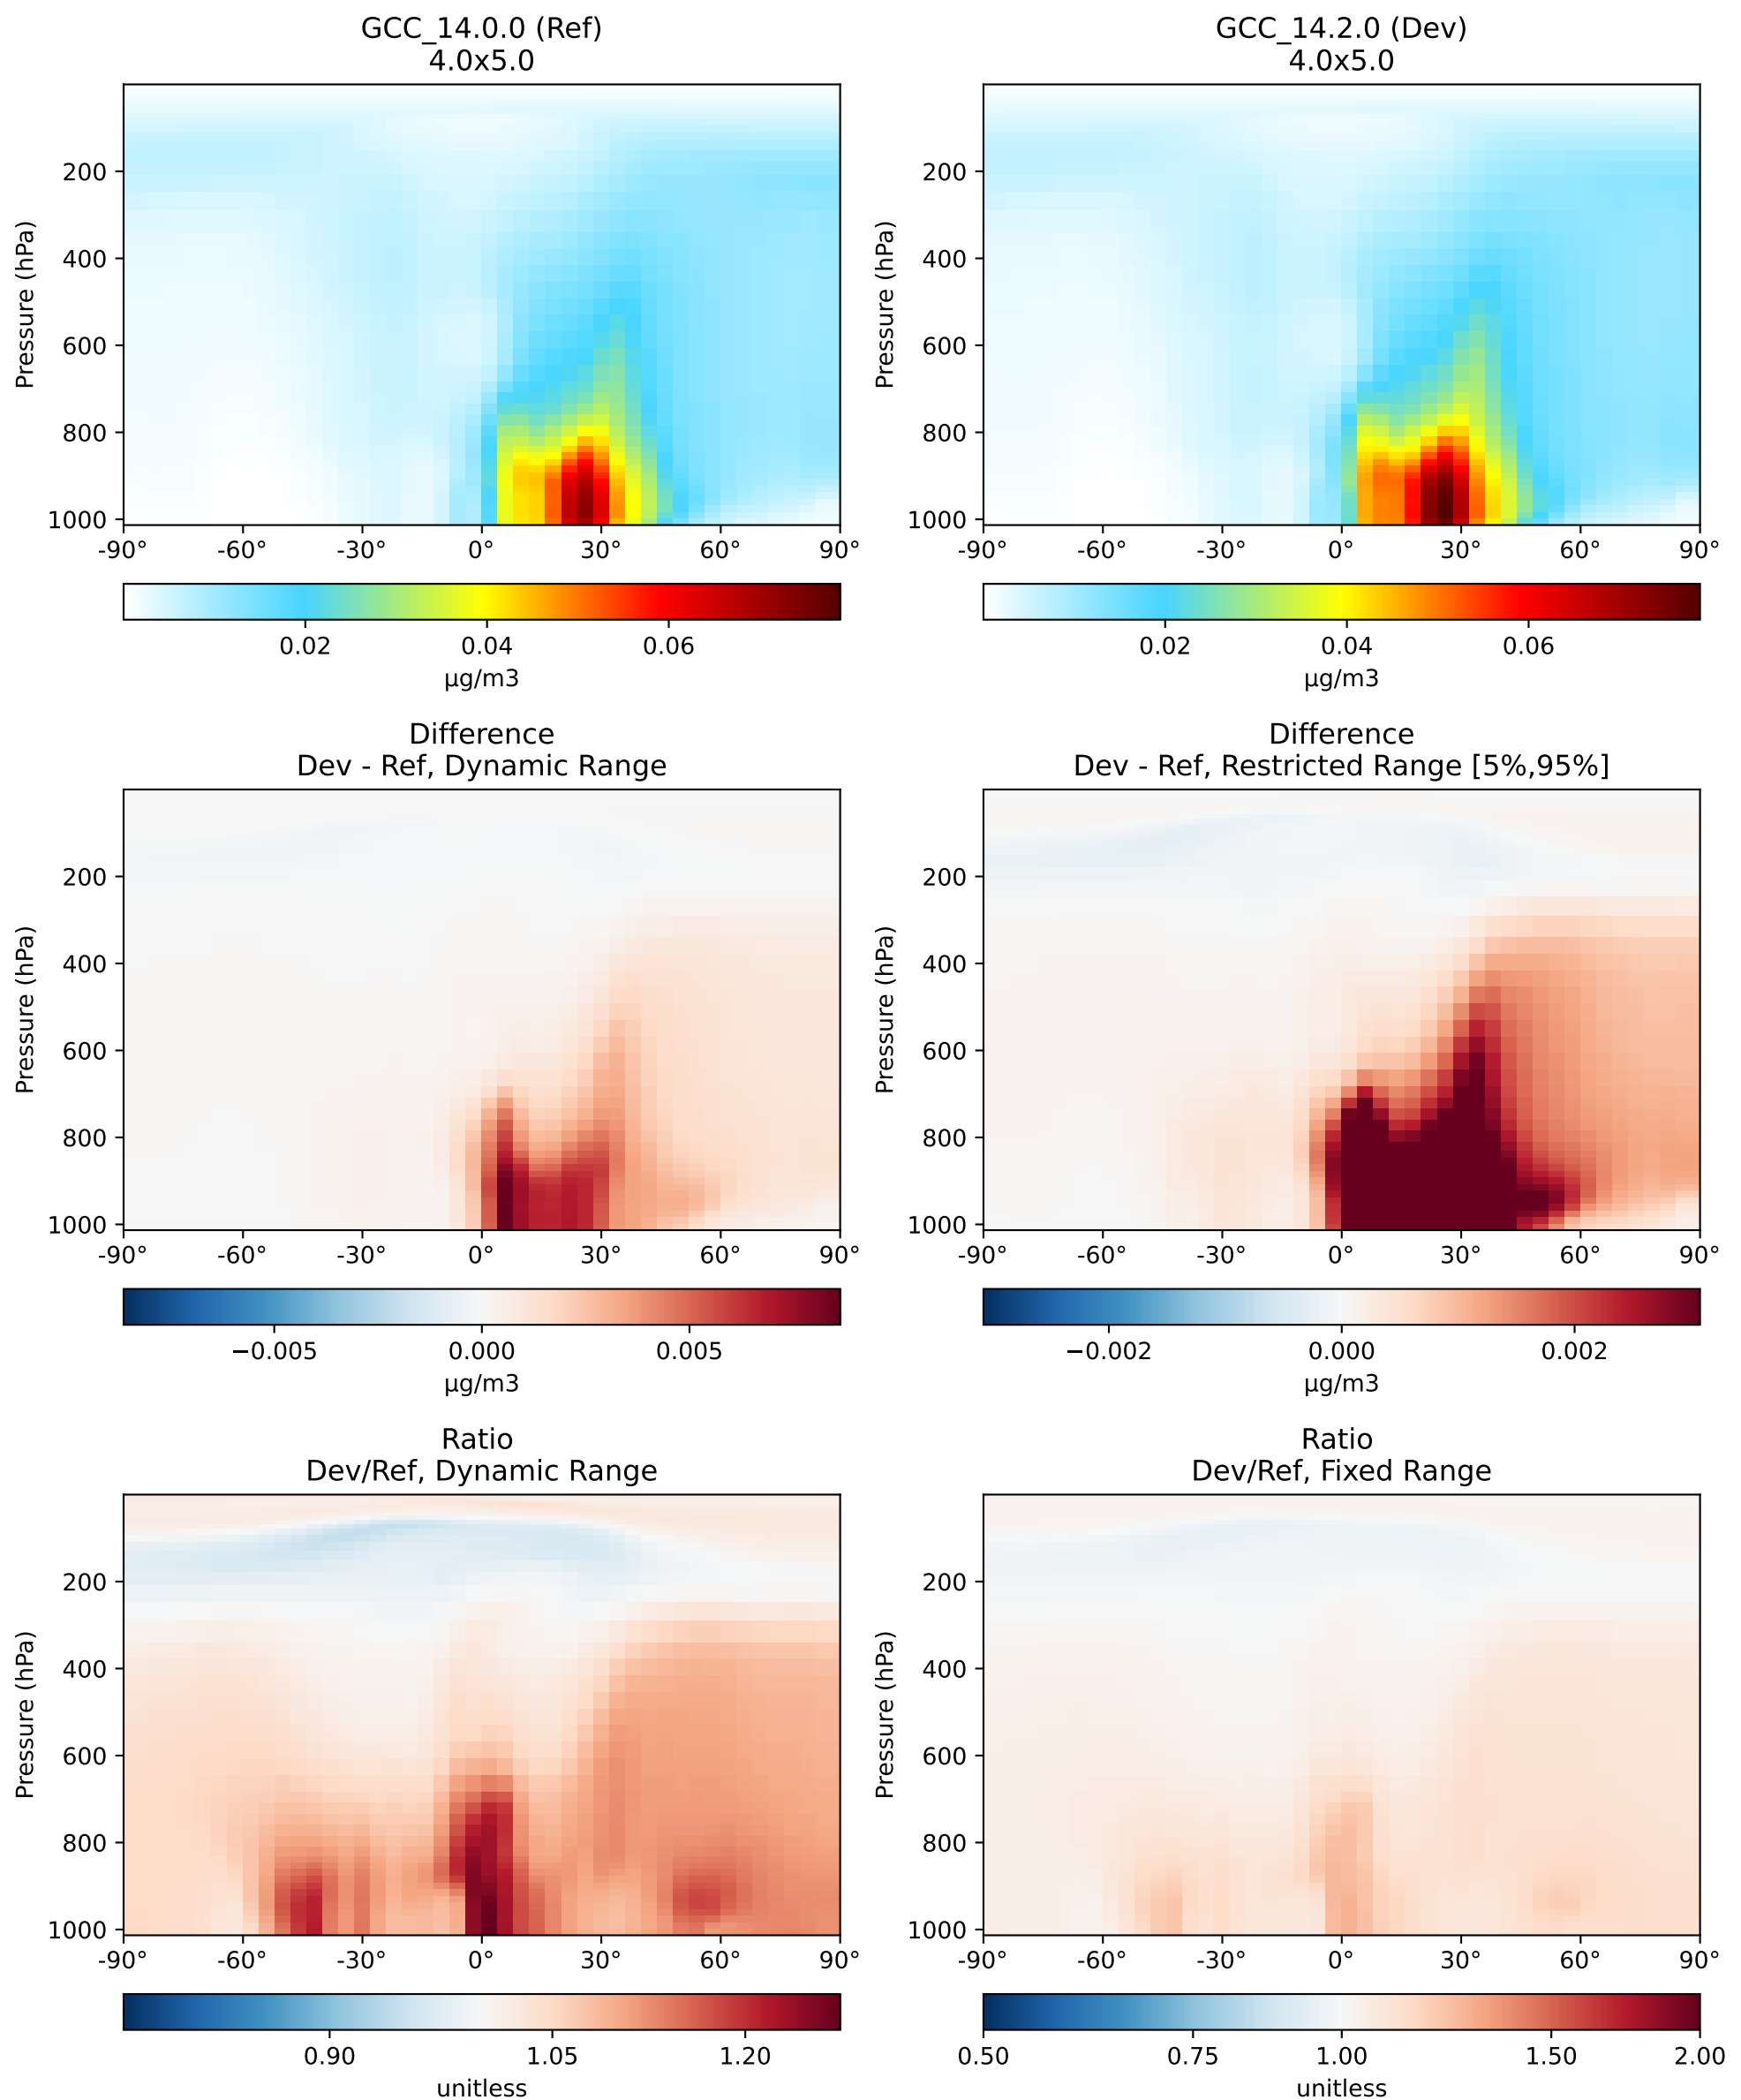 GCC_14.0.0 (Ref)
4.0x5.0
Pressure (hPa)
200
400
600
800
1000
-90° -60° -30° 0° 30° 60° 90°
0.02 0.04 0.06
µg/m3
GCC_14.2.0 (Dev)
4.0x5.0
Pressure (hPa)
200
400
600
800
1000
-90° -60° -30° 0° 30° 60° 90°
0.02 0.04 0.06
µg/m3
Difference
Dev - Ref, Dynamic Range
Pressure (hPa)
200
400
600
800
1000
-90° -60° -30° 0° 30° 60° 90°
−0.005 0.000 0.005
µg/m3
Difference
Dev - Ref, Restricted Range [5%,95%]
Pressure (hPa)
200
400
600
800
1000
-90° -60° -30° 0° 30° 60° 90°
−0.002 0.000 0.002
µg/m3
Ratio
Dev/Ref, Dynamic Range
Pressure (hPa)
200
400
600
800
1000
-90° -60° -30° 0° 30° 60° 90°
0.90 1.05 1.20
unitless
Ratio
Dev/Ref, Fixed Range
Pressure (hPa)
200
400
600
800
1000
-90° -60° -30° 0° 30° 60° 90°
0.50 0.75 1.00 1.50 2.00
unitless